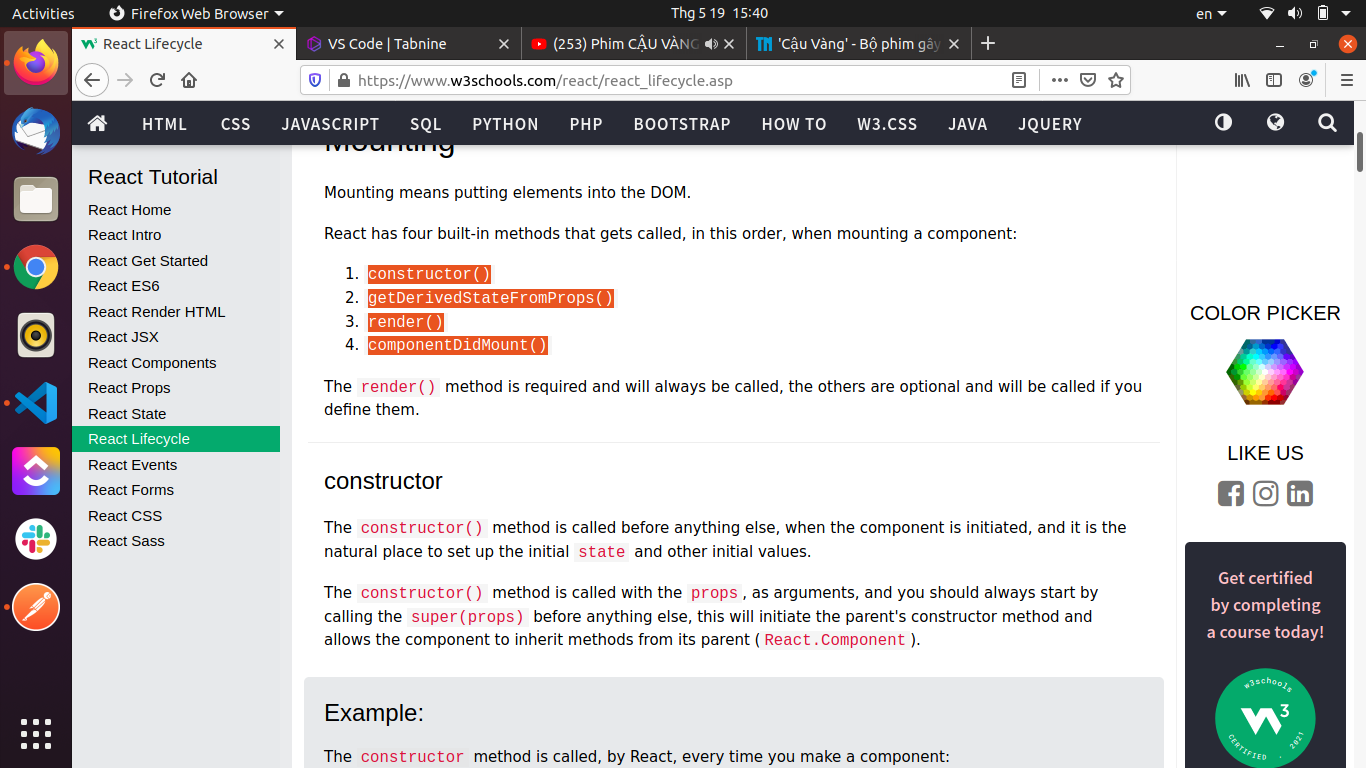 Activities
Firefox Web Browser
Thg 5 19 15:40
en
React Lifecycle
VS Code | Tabnine
(253) Phim CẬU VÀNG
'Cậu Vàng' - Bộ phim gây
https://www.w3schools.com/react/react_lifecycle.asp
HTML CSS JAVASCRIPT SQL PYTHON PHP BOOTSTRAP HOW TO W3.CSS JAVA JQUERY
React Tutorial
React Home
React Intro
React Get Started
React ES6
React Render HTML
React JSX
React Components
React Props
React State
React Lifecycle
React Events
React Forms
React CSS
React Sass
Mounting
Mounting means putting elements into the DOM.
React has four built-in methods that gets called, in this order, when mounting a component:
1. constructor()
2. getDerivedStateFromProps()
3. render()
4. componentDidMount()
The render() method is required and will always be called, the others are optional and will be called if you
define them.
constructor
The constructor() method is called before anything else, when the component is initiated, and it is the
natural place to set up the initial state and other initial values.
The constructor() method is called with the props, as arguments, and you should always start by
calling the super(props) before anything else, this will initiate the parent's constructor method and
allows the component to inherit methods from its parent (React.Component).
Example:
The constructor method is called, by React, every time you make a component:
COLOR PICKER
LIKE US
Get certified
by completing
a course today!
w3schools
3
CERTIFIED . 2021